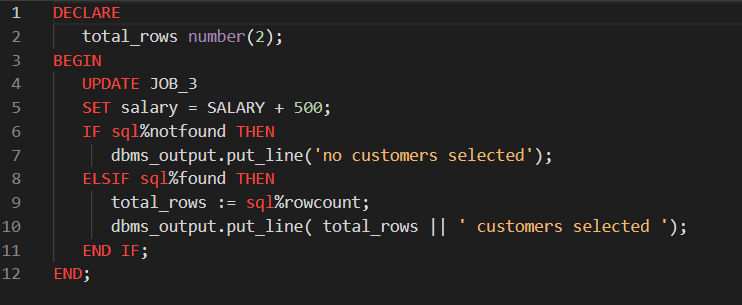 1 DECLARE
2 total_rows number(2);
3 BEGIN
4 UPDATE JOB_3
5 SET salary = SALARY + 500;
6 IF sql%notfound THEN
7 dbms_output.put_line('no customers selected');
8 ELSIF sql%found THEN
9 total_rows := sql%rowcount;
10 dbms_output.put_line( total_rows || ' customers selected ');
11 END IF;
12 END;